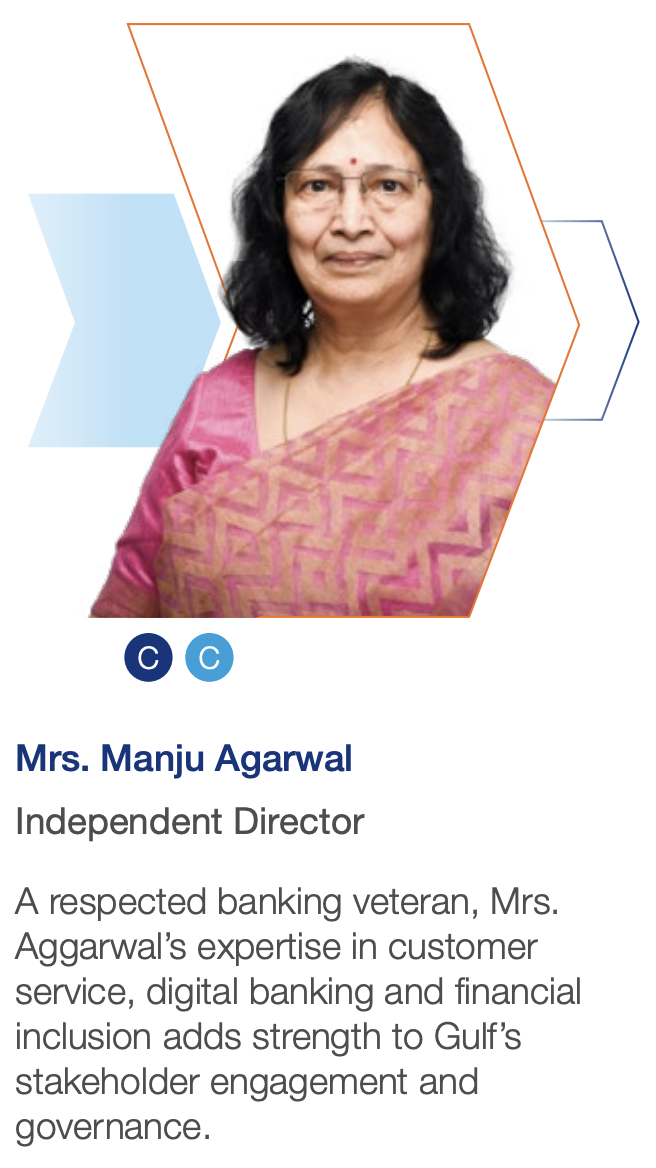 C C
Mrs. Manju Agarwal
Independent Director
A respected banking veteran, Mrs.
Aggarwal’s expertise in customer
service, digital banking and financial
inclusion adds strength to Gulf’s
stakeholder engagement and
governance.